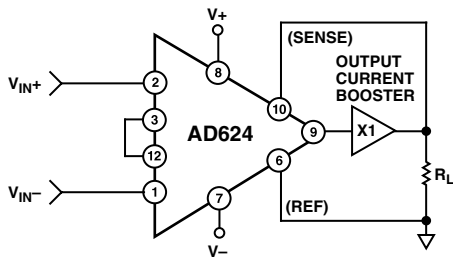 V+
(SENSE)
OUTPUT
CURRENT
BOOSTER
VIN+
2
8
10
3
AD624
9
X1
12
6
RL
VIN–
1
7
(REF)
V–